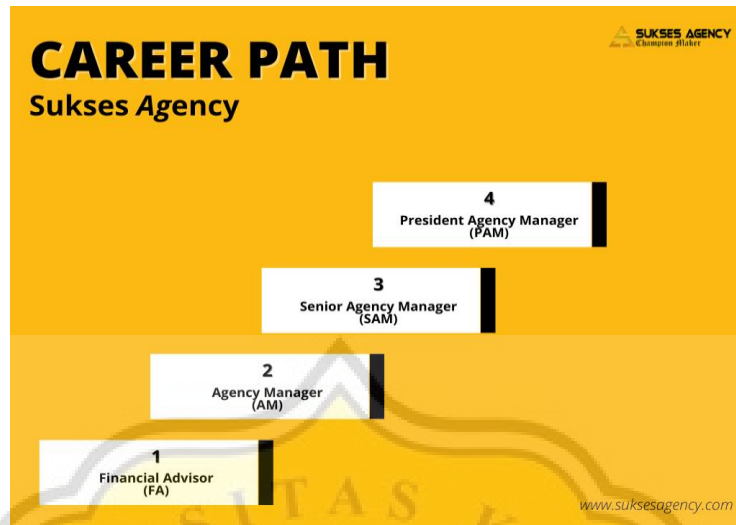 CAREER PATH
Sukses Agency
SUKSES AGENCY
Champion Maker
4
President Agency Manager
(PAM)
3
Senior Agency Manager
(SAM)
2
Agency Manager
(AM)
1
Financial Advisor
(FA)
SITAS
www.suksesagency.com